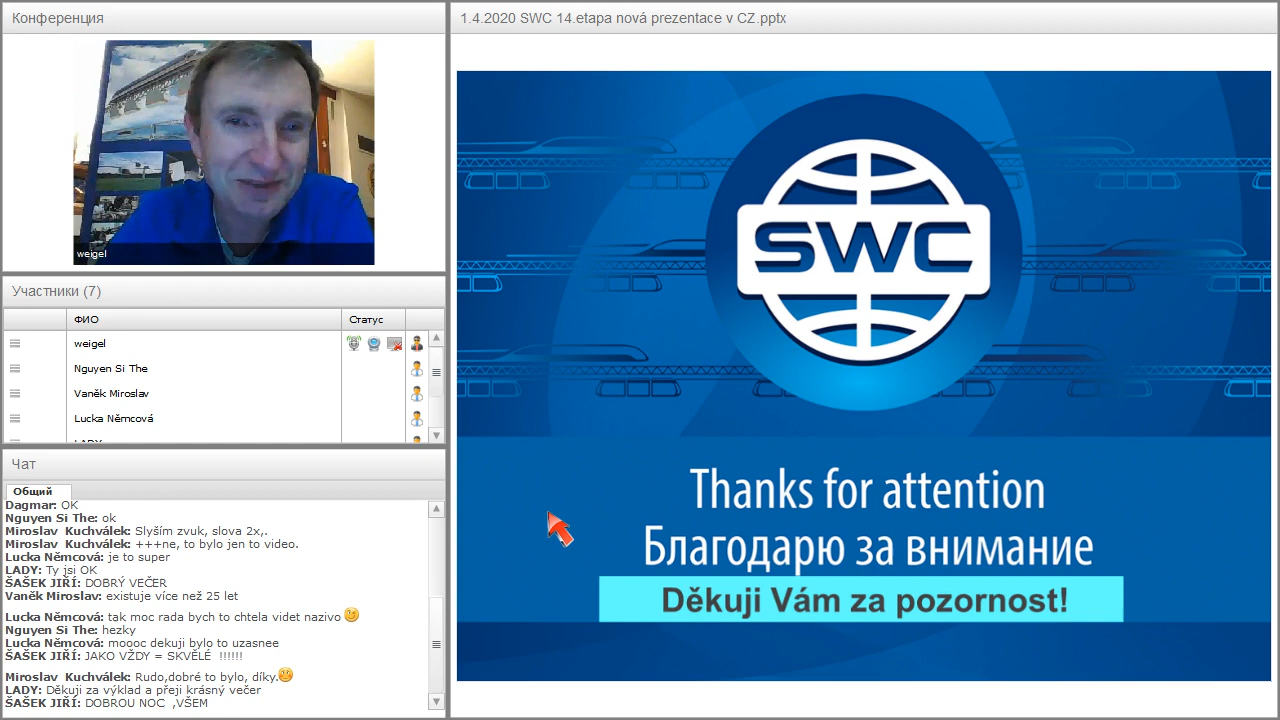 Конференция
weigel
Участники (7)
ФИО
Статус
weigel
Nguyen Si The
Vaněk Miroslav
Lucka Němcová
LADY
Чат
Общий
Dagmar: OK
Nguyen Si The: ok
Miroslav Kuchválek: Slyším zvuk, slova 2x,.
Miroslav Kuchválek: +++ne, to bylo jen to video.
Lucka Němcová: je to super
LADY: Ty jsi OK
ŠAŠEK JIŘÍ: DOBRÝ VEČER
Vaněk Miroslav: existuje více než 25 let
Lucka Němcová: tak moc rada bych to chtela videt nazivo
Nguyen Si The: hezky
Lucka Němcová: moqoc dekuji bylo to uzasnee
ŠAŠEK JIŘÍ: JAKO VŽDY = SKVĚLÉ !!!!!!
Miroslav Kuchválek: Rudo,dobré to bylo, díky.
LADY: Děkuji za výklad a přeji krásný večer
ŠAŠEK JIŘÍ: DOBROU NOC ,VŠEM
1.4.2020 SWC 14.etapa nová prezentace v CZ.pptx
SWC
Thanks for attention
Благодарю за внимание
Děkuji Vám za pozornost!